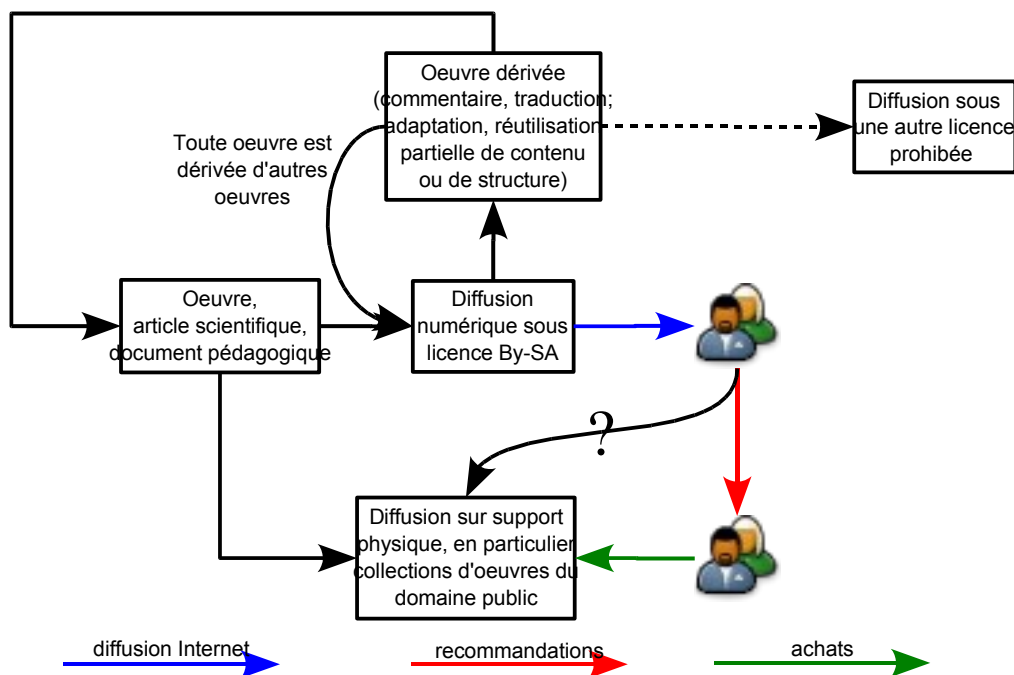 Oeuvre dérivée
(commentaire, traduction;
adaptation, réutilisation
partielle de contenu
ou de structure)
Diffusion sous
une autre licence
prohibée
Toute oeuvre est
dérivée d'autres
oeuvres
Oeuvre,
article scientifique,
document pédagogique
Diffusion
numérique sous
licence By-SA
?
Diffusion sur support
physique, en particulier
collections d'oeuvres du
domaine public
diffusion Internet
recommandations
achats